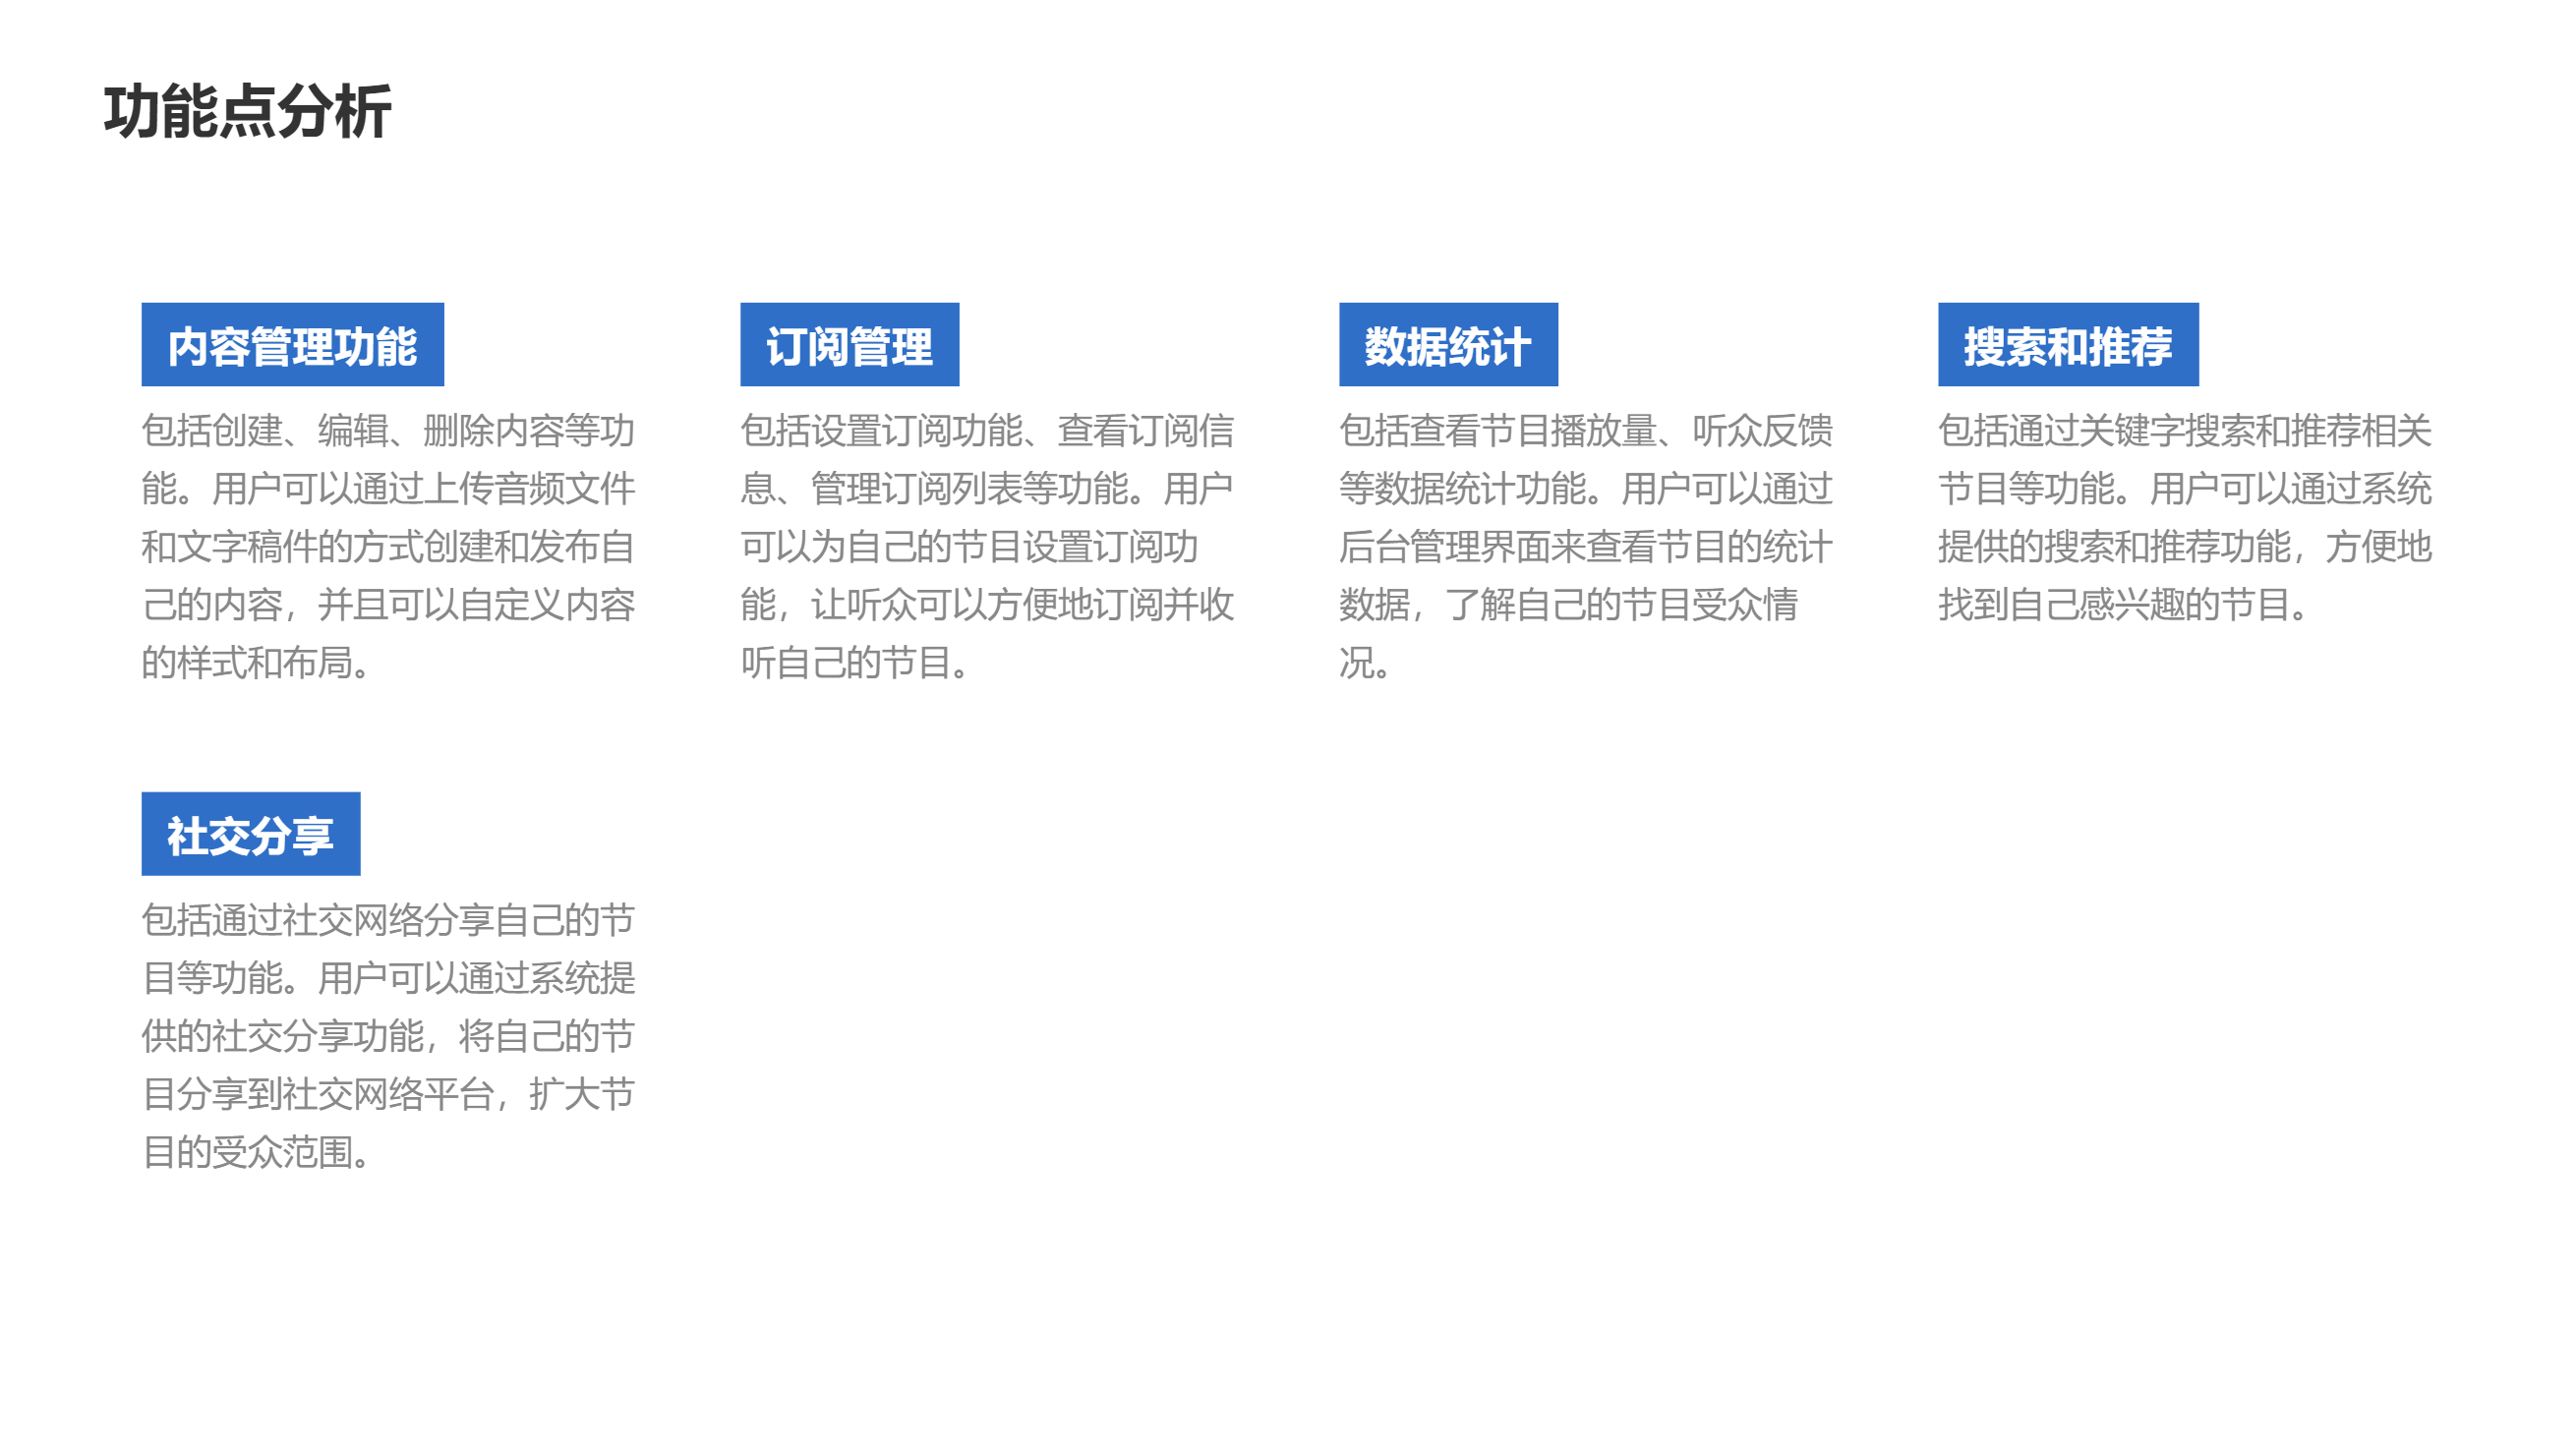 功能点分析
内容管理功能
包括创建、编辑、删除内容等功
能。用户可以通过上传音频文件
和文字稿件的方式创建和发布自
己的内容，并且可以自定义内容
的样式和布局。
订阅管理
包括设置订阅功能、查看订阅信
息、管理订阅列表等功能。用户
可以为自己的节目设置订阅功
能，让听众可以方便地订阅并收
听自己的节目。
数据统计
包括查看节目播放量、听众反馈
等数据统计功能。用户可以通过
后台管理界面来查看节目的统计
数据，了解自己的节目受众情
况。
搜索和推荐
包括通过关键字搜索和推荐相关
节目等功能。用户可以通过系统
提供的搜索和推荐功能，方便地
找到自己感兴趣的节目。
社交分享
包括通过社交网络分享自己的节
目等功能。用户可以通过系统提
供的社交分享功能，将自己的节
目分享到社交网络平台，扩大节
目的受众范围。